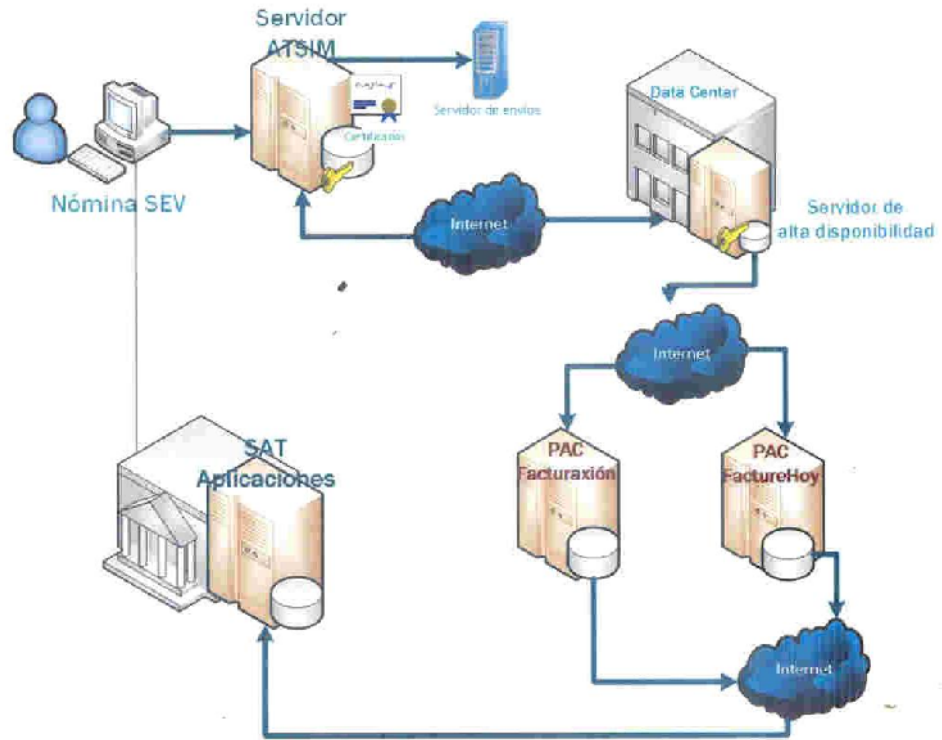 Servidor
ATSIM
Servidor de envíos
Certificados
Data Center
Nómina SEV
Internet
Servidor de
alta disponibilidad
Internet
SAT
Aplicaciones
PAC
Facturaxión
PAC
FactureHoy
Internet